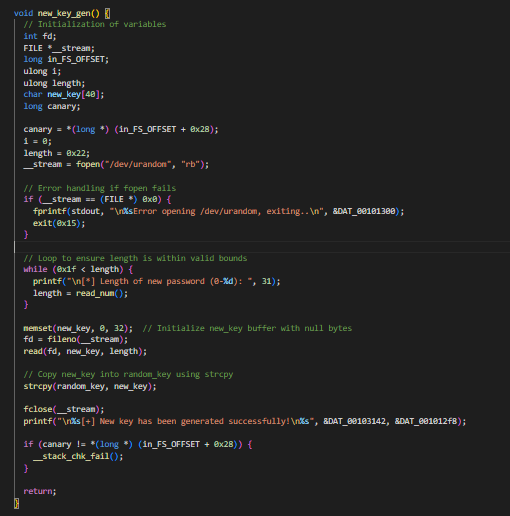 void new_key_gen() {
// Initialization of variables
int fd;
FILE *__stream;
long in_FS_OFFSET;
ulong i;
ulong length;
char new_key[40];
long canary;
canary = *(long *) (in_FS_OFFSET + 0x28);
i = 0;
length = 0x22;
__stream = fopen("/dev/urandom", "rb");
// Error handling if fopen fails
if (__stream == (FILE *) 0x0) {
fprintf(stdout, "\n%sError opening /dev/urandom, exiting..\n", &DAT_00101300);
exit(0x15);
}
// Loop to ensure length is within valid bounds
while (0x1f < length) {
printf("\n[*] Length of new password (0-%d): ", 31);
length = read_num();
}
memset(new_key, 0, 32);  // Initialize new_key buffer with null bytes
fd = fileno(__stream);
read(fd, new_key, length);
// Copy new_key into random_key using strcpy
strcpy(random_key, new_key);
fclose(__stream);
printf("\n%s[+] New key has been generated successfully!\n%s", &DAT_00103142, &DAT_001012f8);
if (canary != *(long *) (in_FS_OFFSET + 0x28)) {
__stack_chk_fail();
}
return;
}